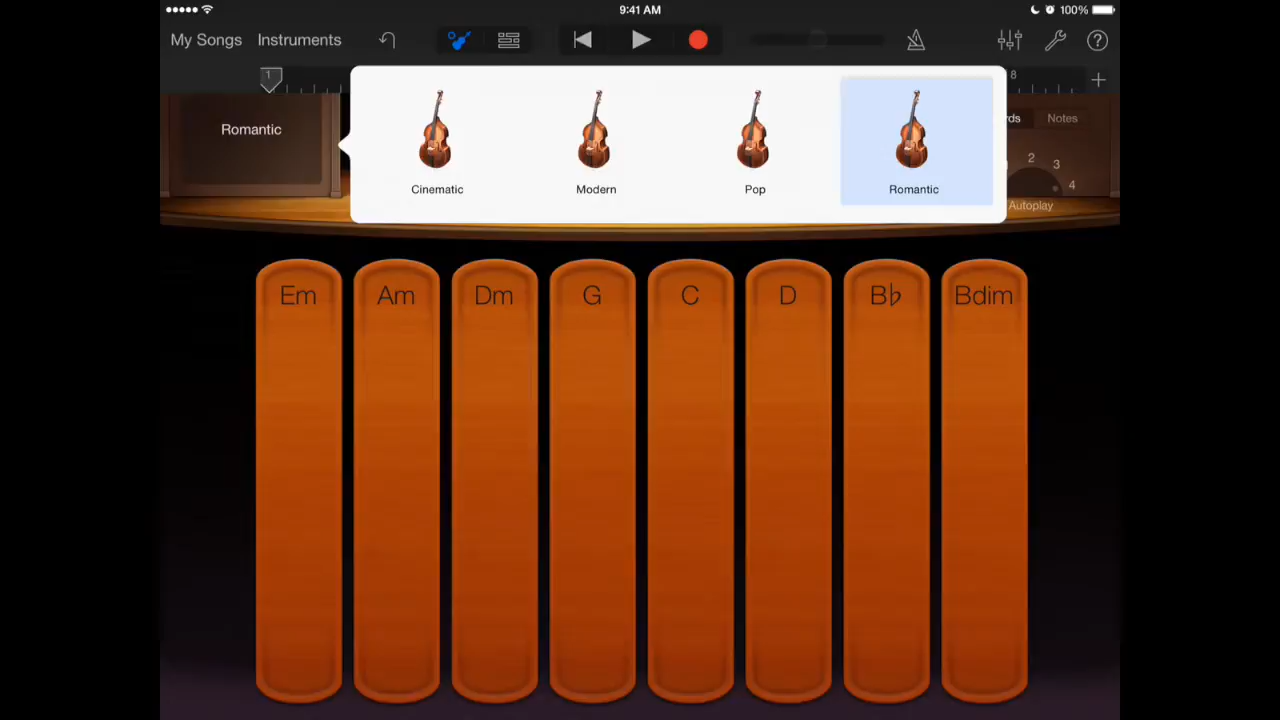 9:41 AM
100%
My Songs
Instruments
1
8
Romantic
Cinematic
Modern
Pop
Romantic
rds
Notes
2
3
4
Autoplay
Em
Am
Dm
G
C
D
B♭
Bdim